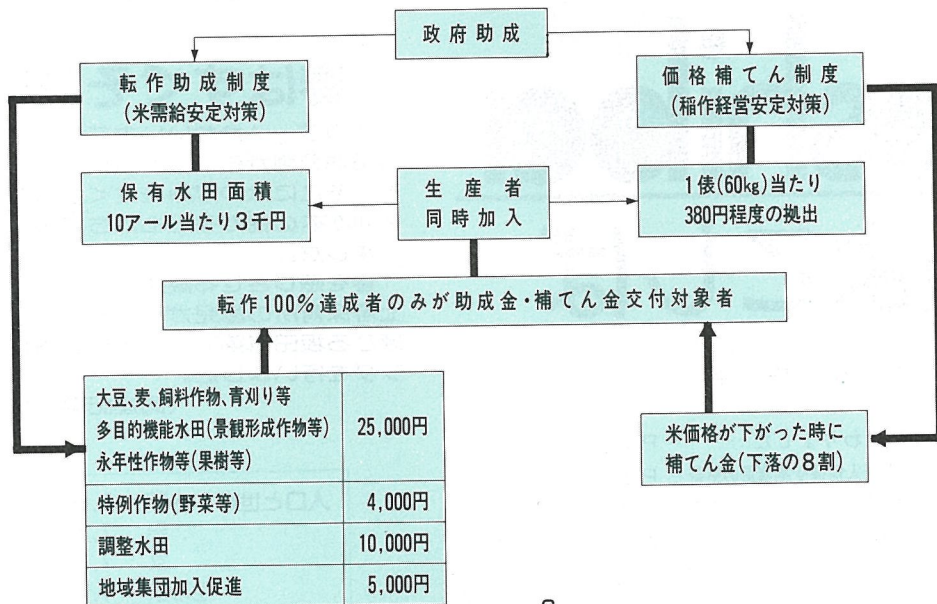 政府助成
転作助成制度
(米需給安定対策)
価格補てん制度
(稲作経営安定対策)
保有水田面積
10アール当たり3千円
生産者
同時加入
1俵(60kg)当たり
380円程度の拠出
転作100%達成者のみが助成金・補てん金交付対象者
大豆、麦、飼料作物、青刈り等
多目的機能水田(景観形成作物等)
永年性作物等(果樹等)
25,000円
特例作物(野菜等) 4,000円
調整水田 10,000円
地域集団加入促進 5,000円
米価格が下がった時に
補てん金(下落の8割)